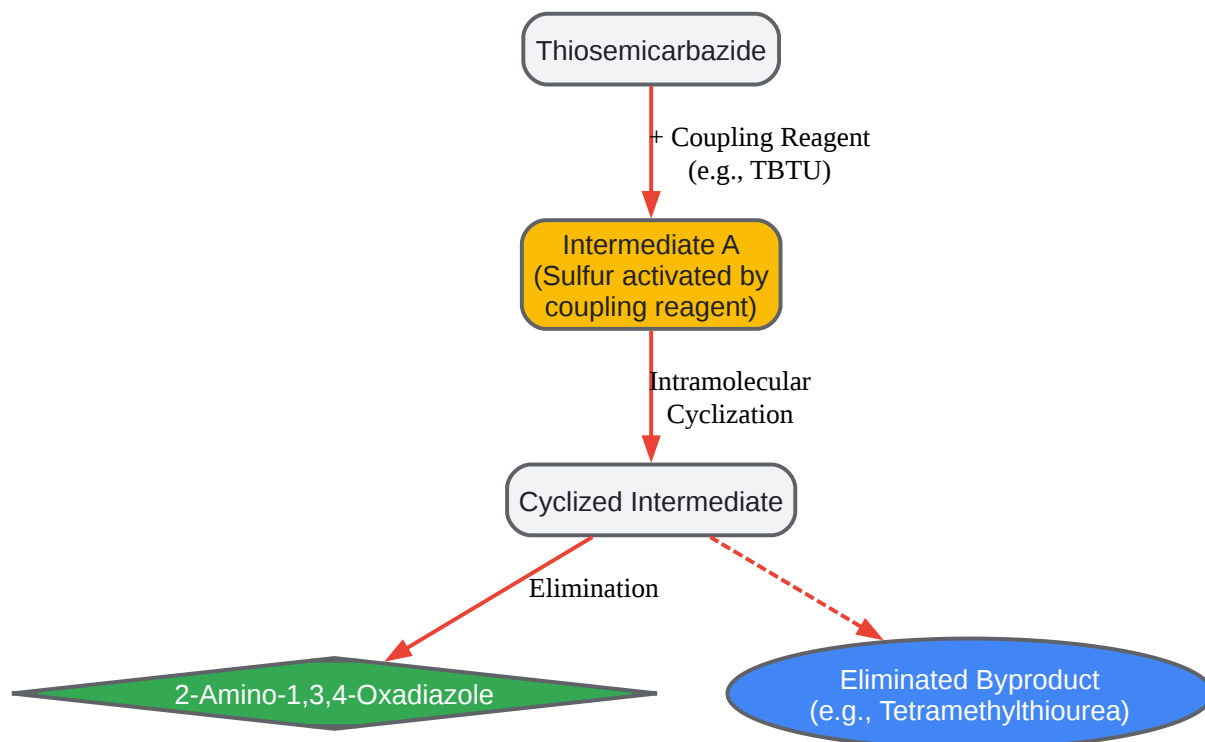 Thiosemicarbazide
+ Coupling Reagent
(e.g., TBTU)
Intermediate A
(Sulfur activated by
coupling reagent)
Intramolecular
Cyclization
Cyclized Intermediate
Elimination
2-Amino-1,3,4-Oxadiazole
Eliminated Byproduct
(e.g., Tetramethylthiourea)